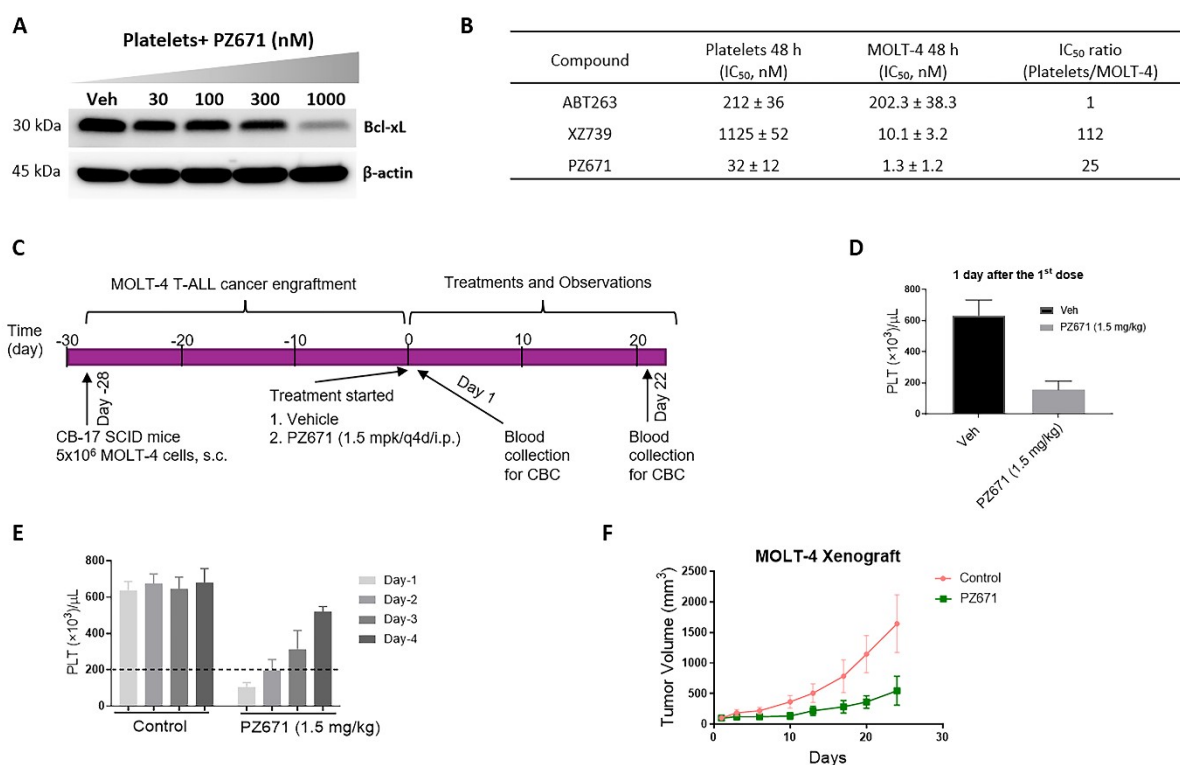 A
Platelets+ PZ671 (nM)
Veh 30 100 300 1000
30 kDa Bcl-xL
45 kDa β-actin
B
Compound Platelets 48 h (IC₅₀, nM) MOLT-4 48 h (IC₅₀, nM) IC₅₀ ratio (Platelets/MOLT-4)
ABT263 212 ± 36 202.3 ± 38.3 1
XZ739 1125 ± 52 10.1 ± 3.2 112
PZ671 32 ± 12 1.3 ± 1.2 25
C
MOLT-4 T-ALL cancer engraftment Treatments and Observations
Time
(day)
-30 -20 -10 0 10 20
Day -28
CB-17 SCID mice
5x10⁶ MOLT-4 cells, s.c.
Treatment started
1. Vehicle
2. PZ671 (1.5 mpk/q4d/i.p.)
Day 1
Blood
collection
for CBC
Day 22
Blood
collection
for CBC
D
1 day after the 1ˢᵗ dose
PLT (×10³)/μL
800
600
400
200
0
Veh
PZ671 (1.5 mg/kg)
Veh
PZ671 (1.5 mg/kg)
E
PLT (×10³)/μL
800
600
400
200
0
Control PZ671 (1.5 mg/kg)
Day-1
Day-2
Day-3
Day-4
F
MOLT-4 Xenograft
Tumor Volume (mm³)
2500
2000
1500
1000
500
0
0 10 20 30
Days
Control
PZ671